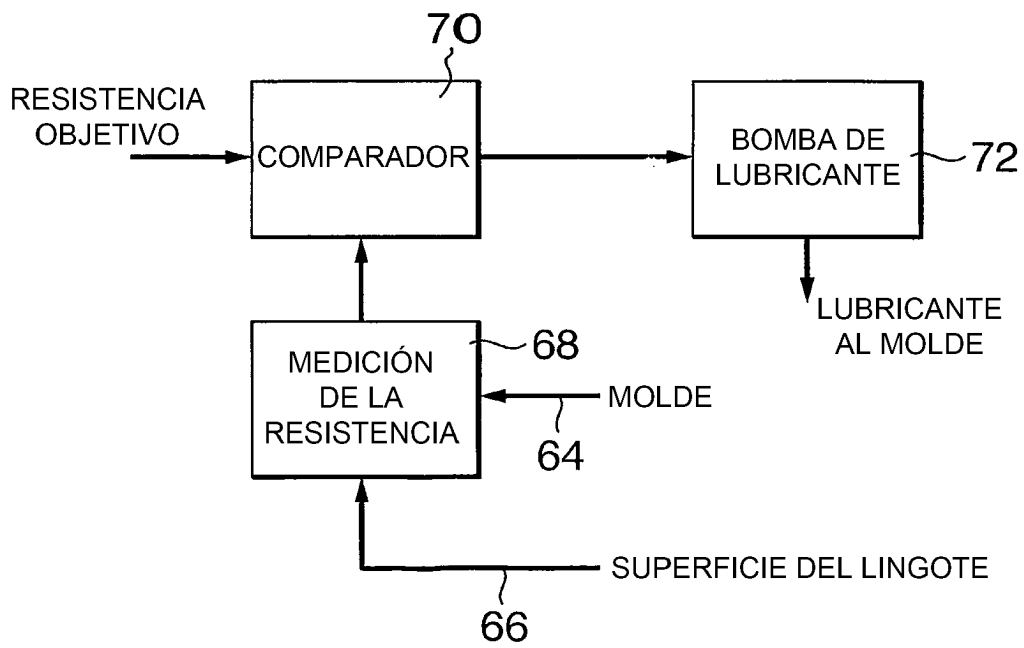 70
RESISTENCIA
OBJETIVO
COMPARADOR
BOMBA DE
LUBRICANTE
72
LUBRICANTE
AL MOLDE
MEDICIÓN
DE LA
RESISTENCIA
68
MOLDE
64
SUPERFICIE DEL LINGOTE
66